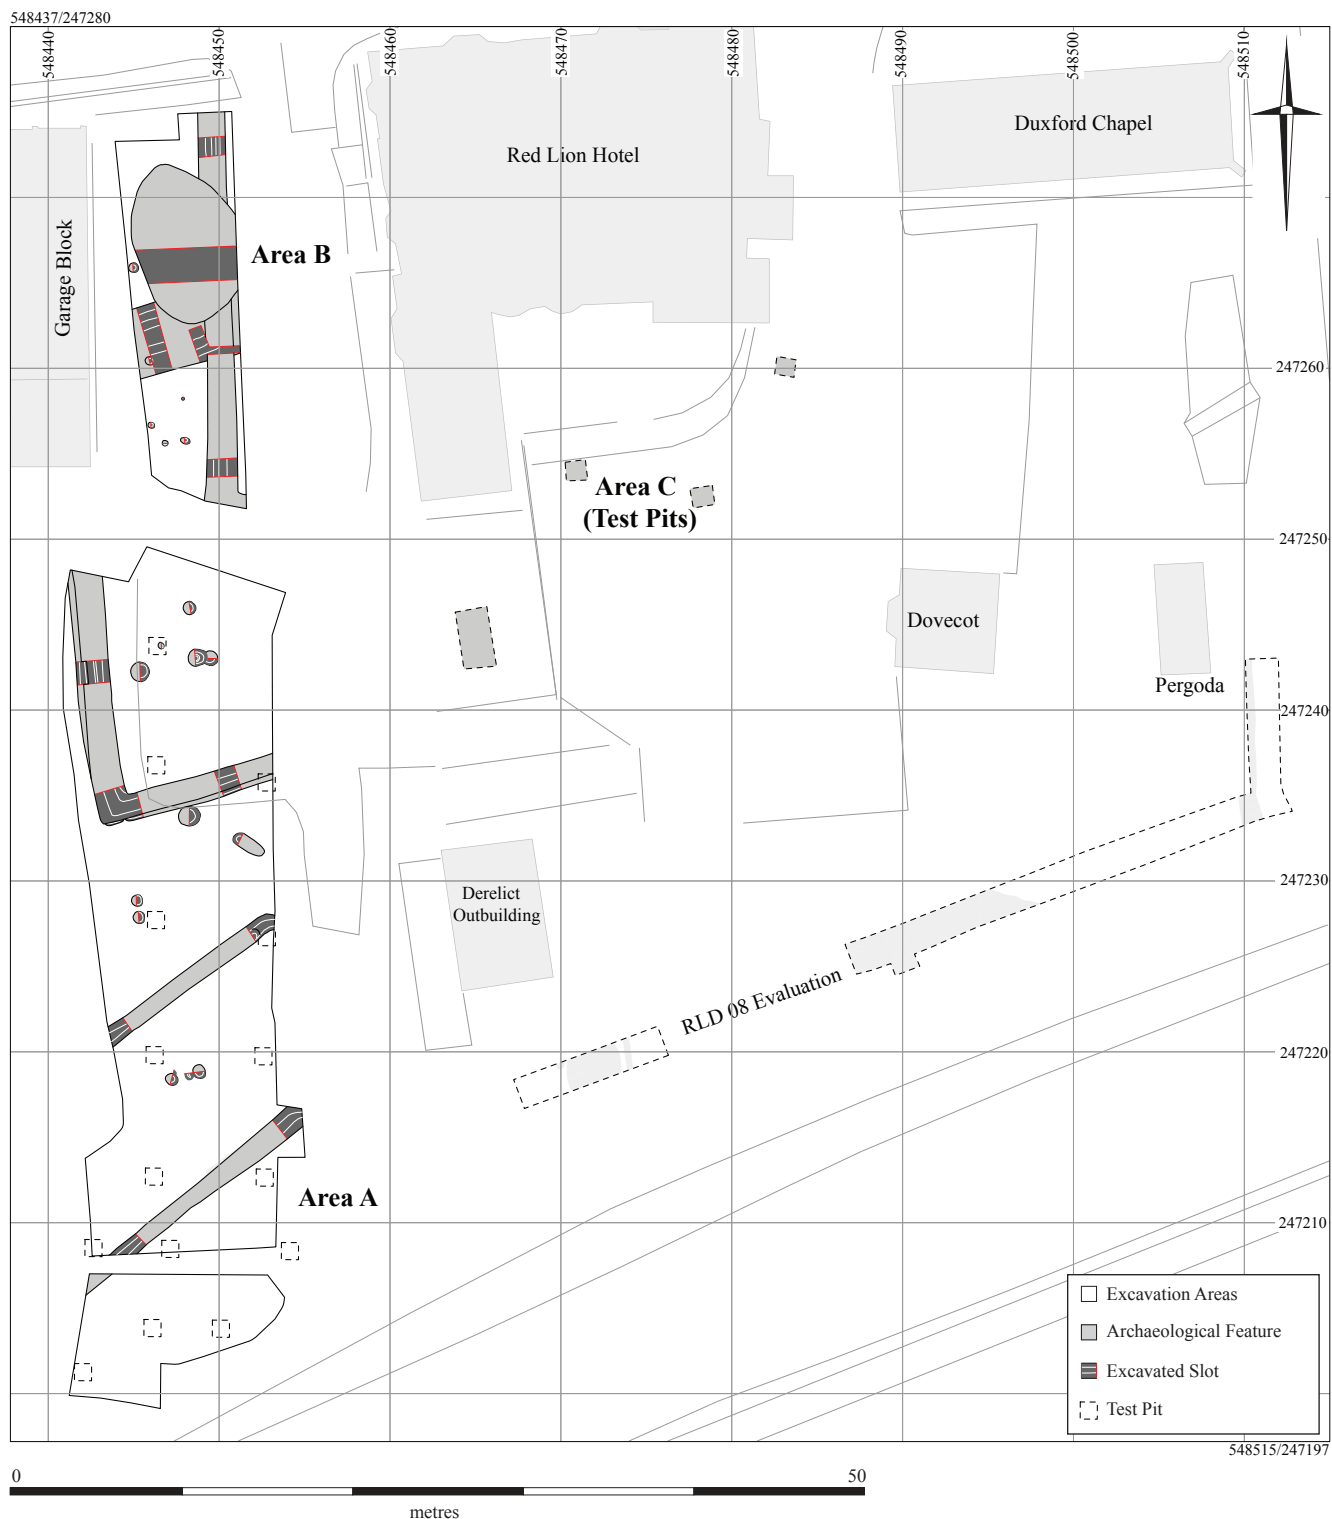 548437/247280
548440
548450
548460
548470
548480
548490
548500
548510
Duxford Chapel
Red Lion Hotel
Garage Block
Area B
247260
Area C
(Test Pits)
247250
Dovecot
Pergoda
247240
247230
Derelict
Outbuilding
RLD 08 Evaluation
247220
Area A
247210
Excavation Areas
Archaeological Feature
Excavated Slot
Test Pit
548515/247197
0
50
metres